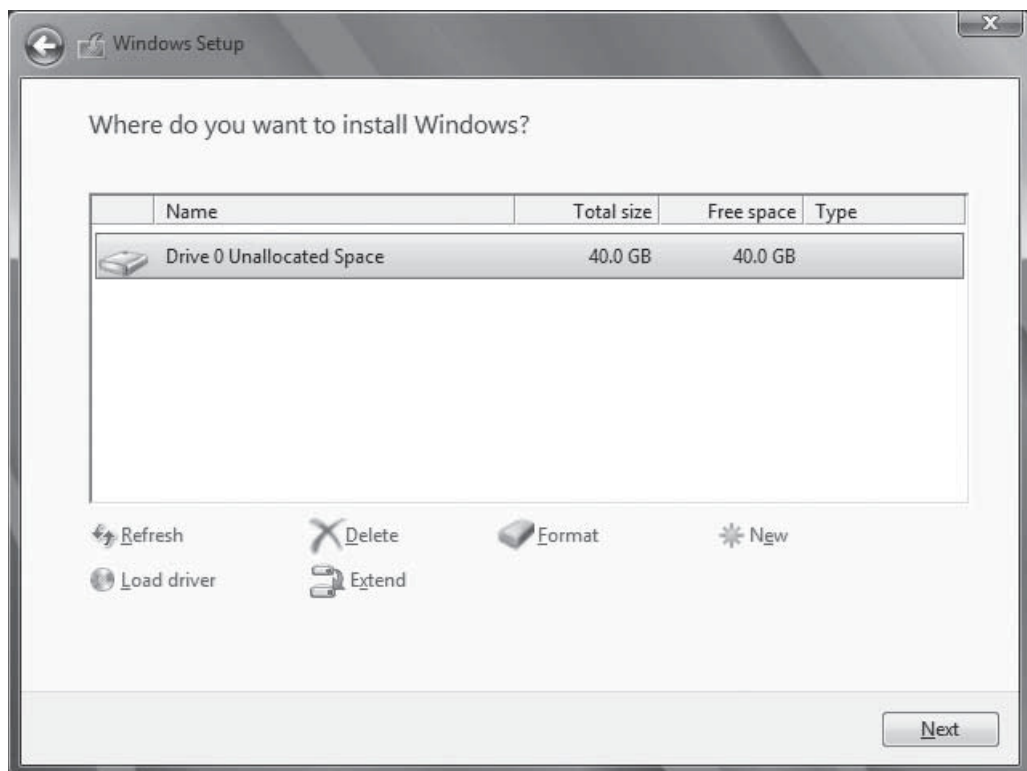 Windows Setup
X
Where do you want to install Windows?
Name Total size Free space Type
Drive 0 Unallocated Space 40.0 GB 40.0 GB
Refresh Delete Format New
Load driver Extend
Next